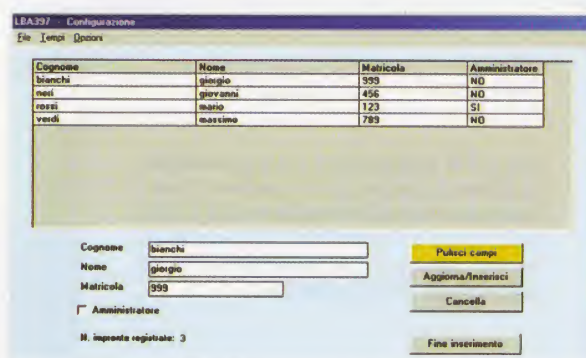 LBA397 - Configurazione
File Tempi Opzioni
Cognome Nome Matricola Amministratore
bianchi giorgio 999 NO
neri giovanni 456 NO
rossi mario 123 SI
verdi massimo 789 NO
Cognome bianchi
Nome giorgio
Matricola 999
Amministratore
N. impronte registrate: 3
Pulisci campi
Aggiorna/Inserisci
Cancella
Fine inserimento